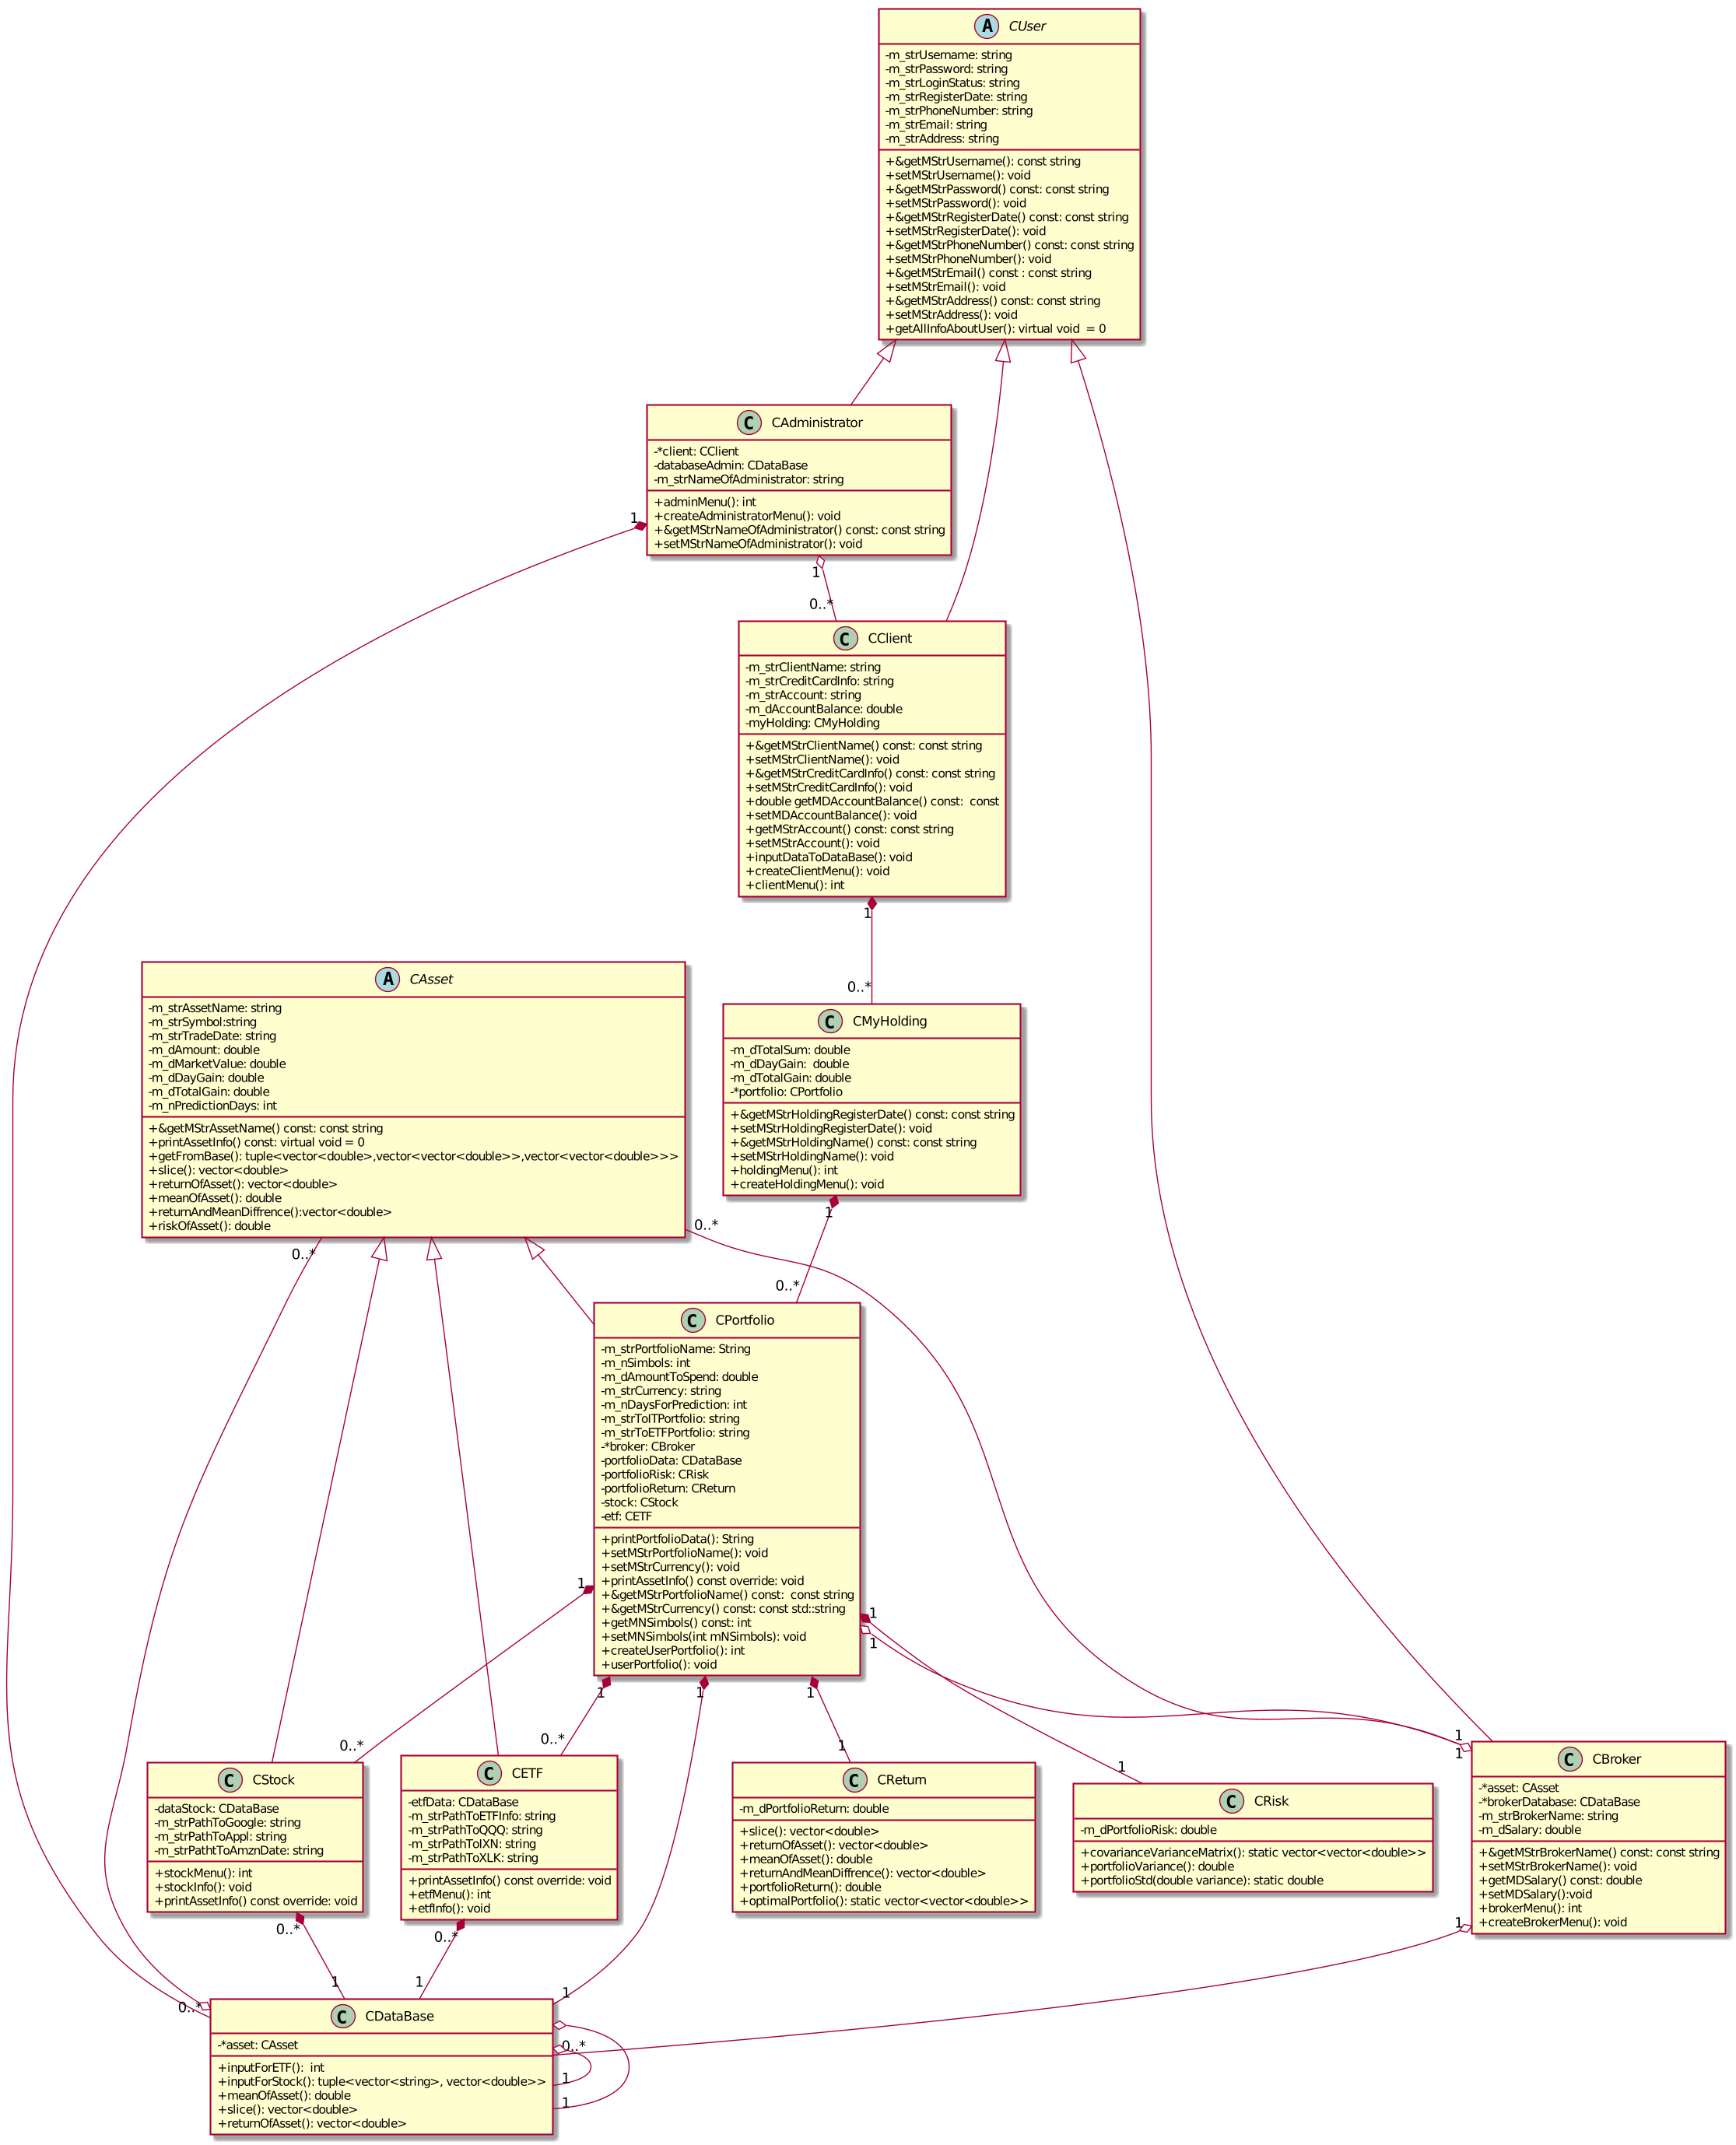 A CUser
-m_strUsername: string
-m_strPassword: string
-m_strLoginStatus: string
-m_strRegisterDate: string
-m_strPhoneNumber: string
-m_strEmail: string
-m_strAddress: string
+&getMStrUsername(): const string
+setMStrUsername(): void
+&getMStrPassword() const: const string
+setMStrPassword(): void
+&getMStrRegisterDate() const: const string
+setMStrRegisterDate(): void
+&getMStrPhoneNumber() const: const string
+setMStrPhoneNumber(): void
+&getMStrEmail() const : const string
+setMStrEmail(): void
+&getMStrAddress() const: const string
+setMStrAddress(): void
+getAllInfoAboutUser(): virtual void  = 0
C CAdministrator
-*client: CClient
-databaseAdmin: CDataBase
-m_strNameOfAdministrator: string
+adminMenu(): int
+createAdministratorMenu(): void
+&getMStrNameOfAdministrator() const: const string
+setMStrNameOfAdministrator(): void
1
1
0..*
C CClient
-m_strClientName: string
-m_strCreditCardInfo: string
-m_strAccount: string
-m_dAccountBalance: double
-myHolding: CMyHolding
+&getMStrClientName() const: const string
+setMStrClientName(): void
+&getMStrCreditCardInfo() const: const string
+setMStrCreditCardInfo(): void
+double getMDAccountBalance() const:  const
+setMDAccountBalance(): void
+getMStrAccount() const: const string
+setMStrAccount(): void
+inputDataToDataBase(): void
+createClientMenu(): void
+clientMenu(): int
1
0..*
A CAsset
-m_strAssetName: string
-m_strSymbol:string
-m_strTradeDate: string
-m_dAmount: double
-m_dMarketValue: double
-m_dDayGain: double
-m_dTotalGain: double
-m_nPredictionDays: int
+&getMStrAssetName() const: const string
+printAssetInfo() const: virtual void = 0
+getFromBase(): tuple<vector<double>,vector<vector<double>>,vector<vector<double>>>
+slice(): vector<double>
+returnOfAsset(): vector<double>
+meanOfAsset(): double
+returnAndMeanDiffrence():vector<double>
+riskOfAsset(): double
C CMyHolding
-m_dTotalSum: double
-m_dDayGain:  double
-m_dTotalGain: double
-*portfolio: CPortfolio
+&getMStrHoldingRegisterDate() const: const string
+setMStrHoldingRegisterDate(): void
+&getMStrHoldingName() const: const string
+setMStrHoldingName(): void
+holdingMenu(): int
+createHoldingMenu(): void
0..*
0..*
1
0..*
C CPortfolio
-m_strPortfolioName: String
-m_nSimbols: int
-m_dAmountToSpend: double
-m_strCurrency: string
-m_nDaysForPrediction: int
-m_strToITPortfolio: string
-m_strToETFPortfolio: string
-*broker: CBroker
-portfolioData: CDataBase
-portfolioRisk: CRisk
-portfolioReturn: CReturn
-stock: CStock
-etf: CETF
+printPortfolioData(): String
+setMStrPortfolioName(): void
+setMStrCurrency(): void
+printAssetInfo() const override: void
+&getMStrPortfolioName() const:  const string
+&getMStrCurrency() const: const std::string
+getMNSimbols() const: int
+setMNSimbols(int mNSimbols): void
+createUserPortfolio(): int
+userPortfolio(): void
1
1
1
1
1
1
0..*
0..*
1
1
1
1
C CStock
-dataStock: CDataBase
-m_strPathToGoogle: string
-m_strPathToAppl: string
-m_strPathtToAmznDate: string
+stockMenu(): int
+stockInfo(): void
+printAssetInfo() const override: void
C CETF
-etfData: CDataBase
-m_strPathToETFInfo: string
-m_strPathToQQQ: string
-m_strPathToIXN: string
-m_strPathToXLK: string
+printAssetInfo() const override: void
+etfMenu(): int
+etfInfo(): void
C CReturn
-m_dPortfolioReturn: double
+slice(): vector<double>
+returnOfAsset(): vector<double>
+meanOfAsset(): double
+returnAndMeanDiffrence(): vector<double>
+portfolioReturn(): double
+optimalPortfolio(): static vector<vector<double>>
C CRisk
-m_dPortfolioRisk: double
+covarianceVarianceMatrix(): static vector<vector<double>>
+portfolioVariance(): double
+portfolioStd(double variance): static double
C CBroker
-*asset: CAsset
-*brokerDatabase: CDataBase
-m_strBrokerName: string
-m_dSalary: double
+&getMStrBrokerName() const: const string
+setMStrBrokerName(): void
+getMDSalary() const: double
+setMDSalary():void
+brokerMenu(): int
+createBrokerMenu(): void
1
0..*
0..*
1
1
1
0..*
C CDataBase
-*asset: CAsset
+inputForETF():  int
+inputForStock(): tuple<vector<string>, vector<double>>
+meanOfAsset(): double
+slice(): vector<double>
+returnOfAsset(): vector<double>
0..*
1
1